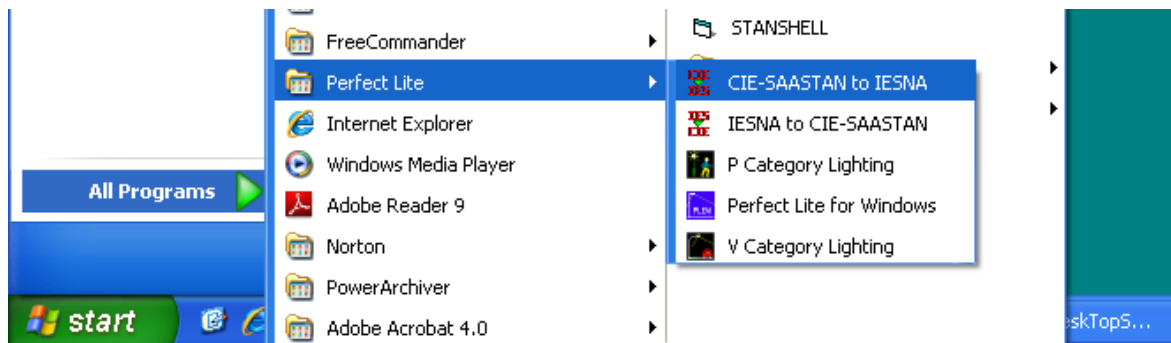 FreeCommander
Perfect Lite
Internet Explorer
Windows Media Player
All Programs
Adobe Reader 9
Norton
PowerArchiver
Adobe Acrobat 4.0
STANSHELL
CIE-SAASTAN to IESNA
IESNA to CIE-SAASTAN
P Category Lighting
Perfect Lite for Windows
V Category Lighting
start
eskTopS...